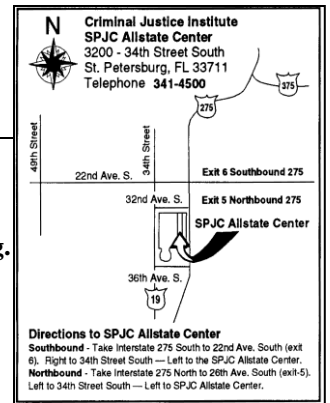 N
Criminal Justice Institute
SPJC Allstate Center
3200 - 34th Street South
St. Petersburg, FL 33711
Telephone 341-4500
375
275
49th Street
34th Street
22nd Ave. S.
Exit 6 Southbound 275
32nd Ave. S.
Exit 5 Northbound 275
SPJC Allstate Center
g.
36th Ave. S.
19
Directions to SPJC Allstate Center
Southbound - Take Interstate 275 South to 22nd Ave. South (exit
6). Right to 34th Street South — Left to the SPJC Allstate Center.
Northbound - Take Interstate 275 North to 26th Ave. South (exit-5).
Left to 34th Street South — Left to SPJC Allstate Center.